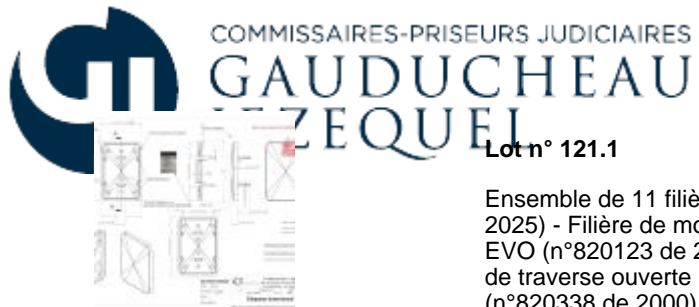 COMMISSAIRES-PRISEURS JUDICIAIRES
GAUDUCHEAU
JEZEQUEL
Lot n° 121.1
Ensemble de 11 filiè
2025) - Filière de mo
EVO (n°820123 de 2
de traverse ouverte
(n°820338 de 2000)